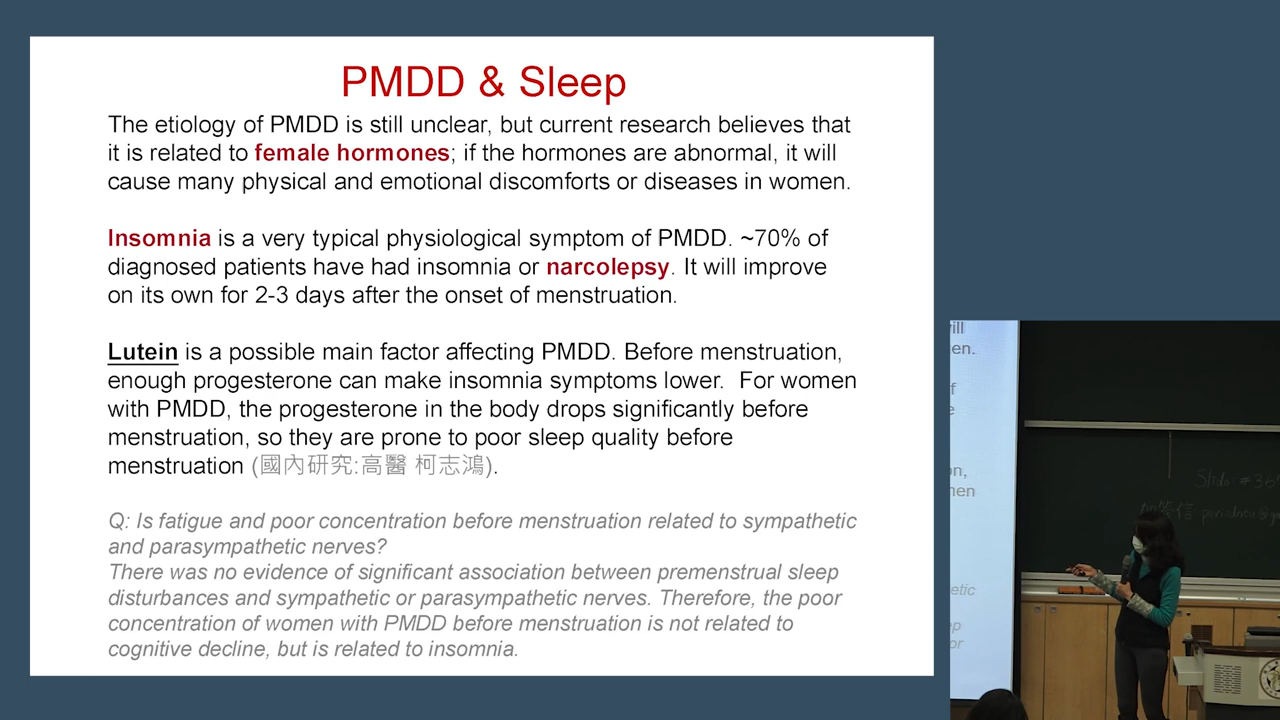 PMDD & Sleep
The etiology of PMDD is still unclear, but current research believes that
it is related to female hormones; if the hormones are abnormal, it will
cause many physical and emotional discomforts or diseases in women.
Insomnia is a very typical physiological symptom of PMDD. ~70% of
diagnosed patients have had insomnia or narcolepsy. It will improve
on its own for 2-3 days after the onset of menstruation.
Lutein is a possible main factor affecting PMDD. Before menstruation,
enough progesterone can make insomnia symptoms lower. For women
with PMDD, the progesterone in the body drops significantly before
menstruation, so they are prone to poor sleep quality before
menstruation (國內研究:高醫 柯志鴻).
Q: Is fatigue and poor concentration before menstruation related to sympathetic
and parasympathetic nerves?
There was no evidence of significant association between premenstrual sleep
disturbances and sympathetic or parasympathetic nerves. Therefore, the poor
concentration of women with PMDD before menstruation is not related to
cognitive decline, but is related to insomnia.
ill
en.
f
e
on,
men
etic
ep
or